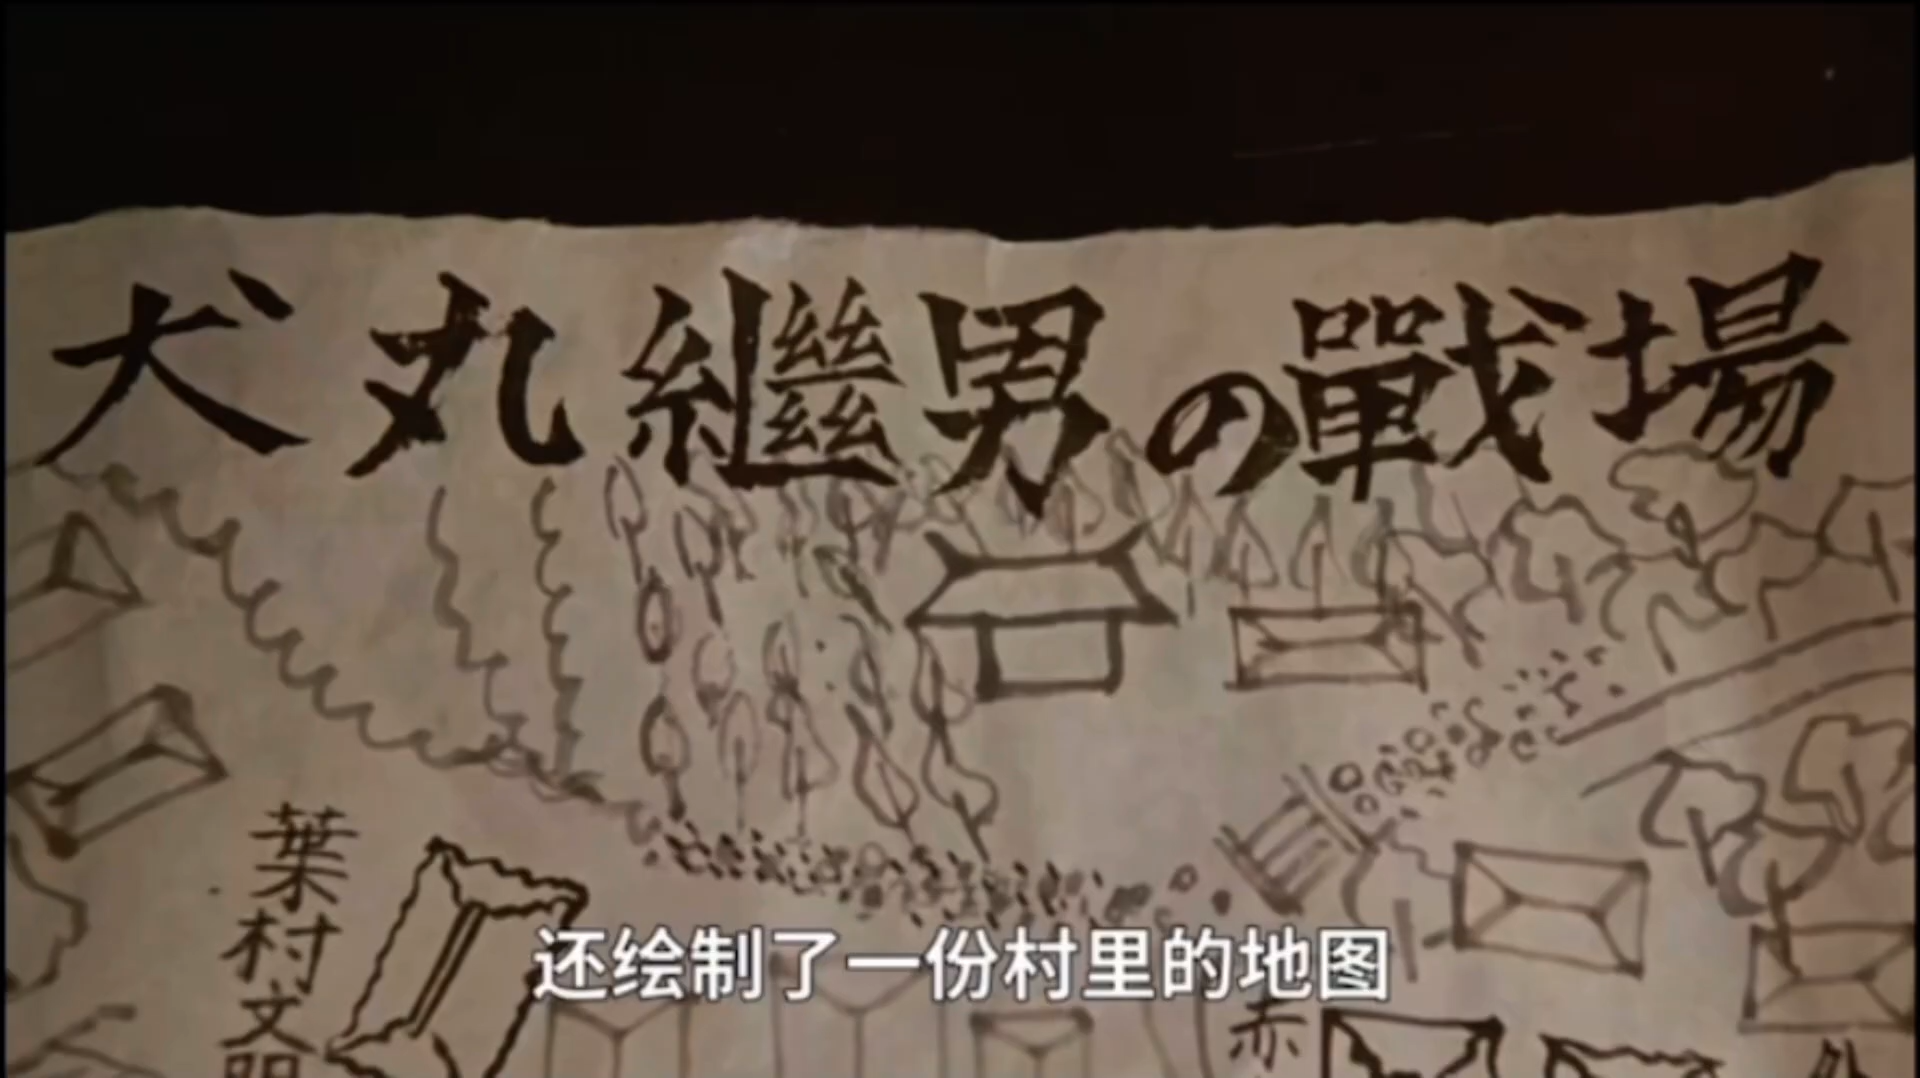 犬丸繼男の戰場
葉村文
还绘制了一份村里的地图
赤